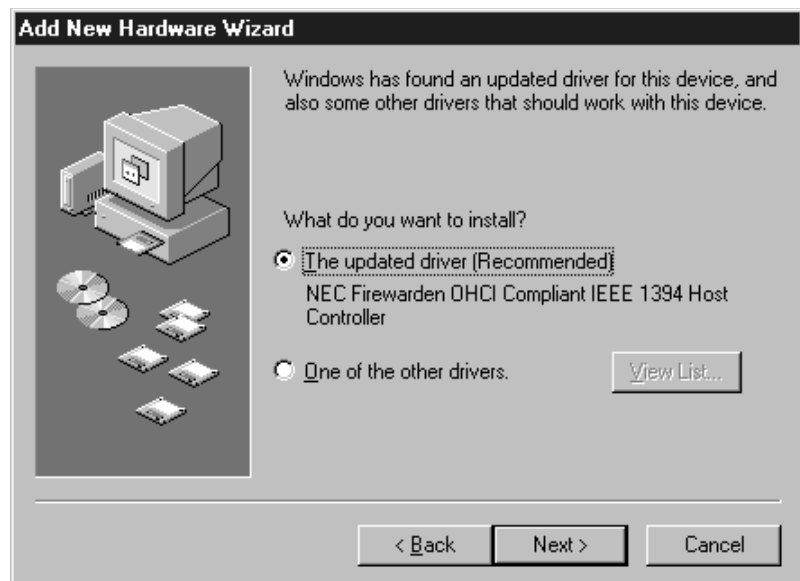 Add New Hardware Wizard
Windows has found an updated driver for this device, and
also some other drivers that should work with this device.
What do you want to install?
The updated driver (Recommended)
NEC Firewarden OHCI Compliant IEEE 1394 Host
Controller
One of the other drivers.
View List...
< Back
Next >
Cancel